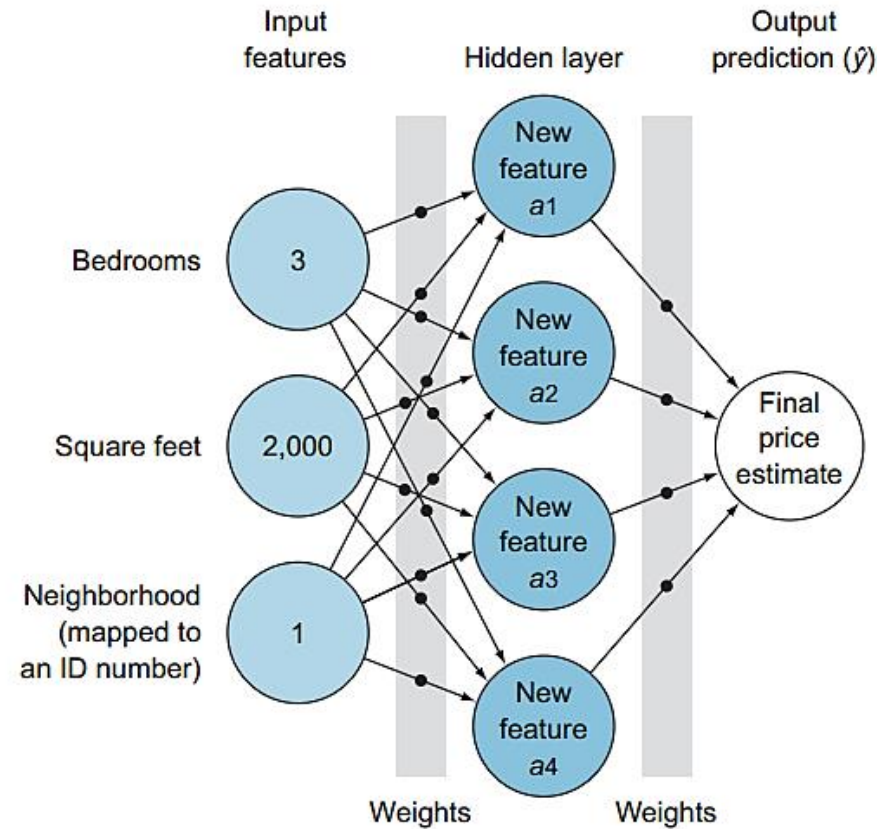 Input
features
Hidden layer
Output
prediction (ŷ)
Bedrooms
3
Square feet
2,000
Neighborhood
(mapped to
an ID number)
1
New
feature
a1
New
feature
a2
New
feature
a3
New
feature
a4
Final
price
estimate
Weights
Weights